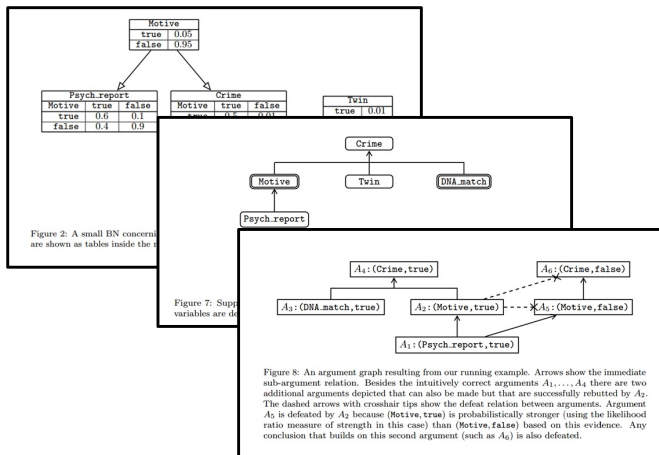 Motive
true 0.05
false 0.95
Psych_report
Motive true false
true 0.6 0.1
false 0.4 0.9
Crime
Motive true false
true 0.5 0.01
Twin
true 0.01
Figure 2: A small BN concerni
are shown as tables inside the
Crime
Motive
Twin
DNA_match
Psych_report
Figure 7: Supp
variables are de
A4:(Crime,true)
A6:(Crime,false)
A3:(DNA_match,true)
A2:(Motive,true)
A5:(Motive,false)
A1:(Psych_report,true)
Figure 8: An argument graph resulting from our running example. Arrows show the immediate
sub-argument relation. Besides the intuitively correct arguments A1, . . . , A4 there are two
additional arguments depicted that can also be made but that are successfully rebutted by A2.
The dashed arrows with crosshair tips show the defeat relation between arguments. Argument
A5 is defeated by A2 because (Motive,true) is probabilistically stronger (using the likelihood
ratio measure of strength in this case) than (Motive,false) based on this evidence. Any
conclusion that builds on this second argument (such as A6) is also defeated.